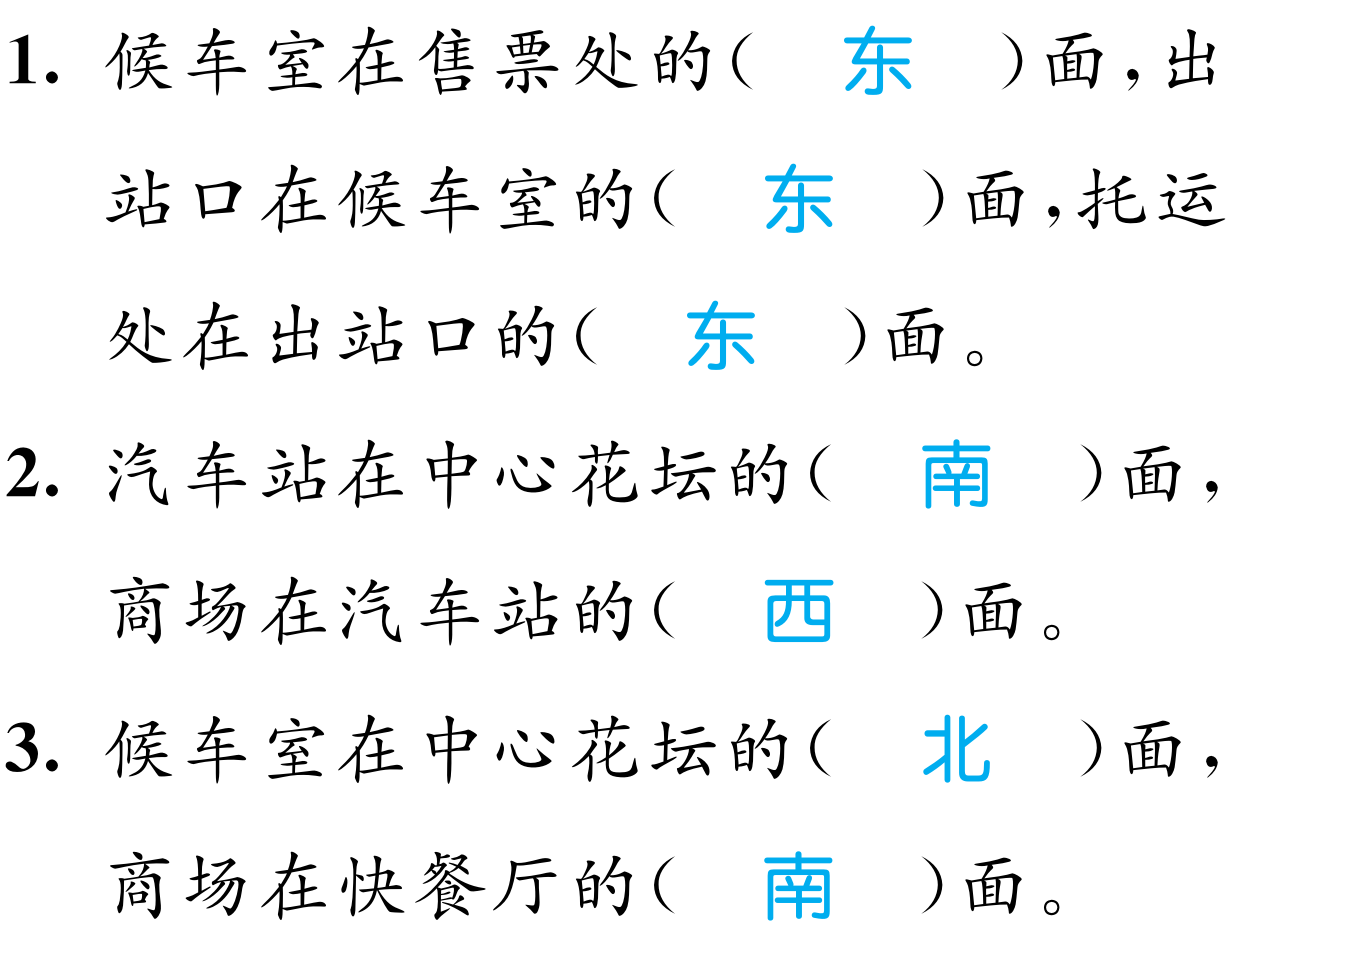 1. 候车室在售票处的( 东 )面,出
站口在候车室的( 东 )面,托运
处在出站口的( 东 )面。
2. 汽车站在中心花坛的( 南 )面,
商场在汽车站的( 西 )面。
3. 候车室在中心花坛的( 北 )面,
商场在快餐厅的( 南 )面。